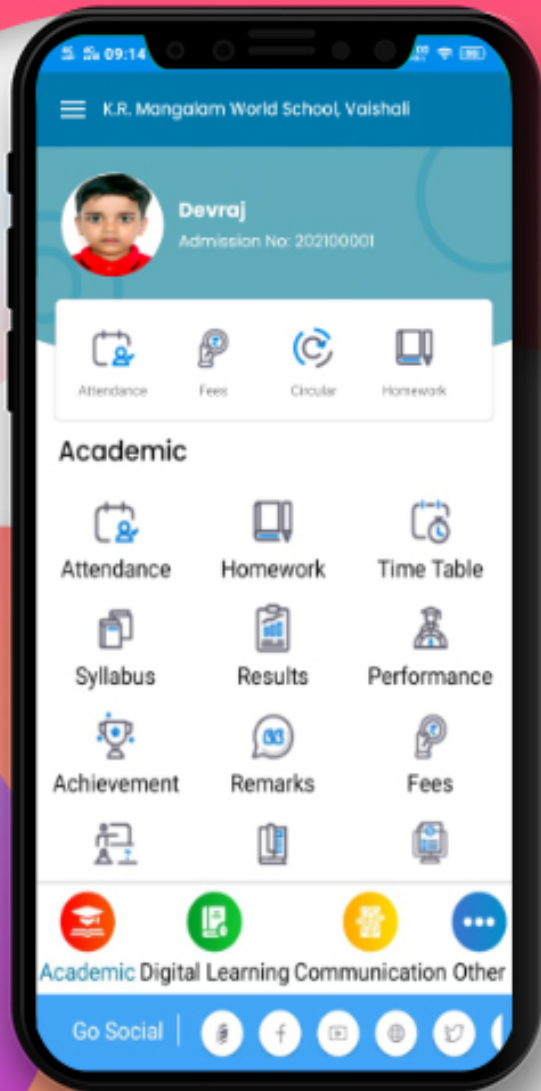 09:14
K.R. Mangalam World School, Vaishali
Devraj
Admission No: 202100001
Attendance Fees Circular Homework
Academic
Attendance Homework Time Table
Syllabus Results Performance
Achievement Remarks Fees
Academic Digital Learning Communication Other
Go Social